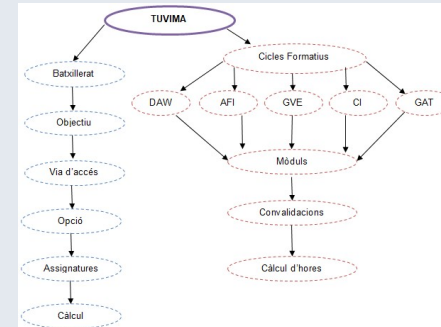 TUVIMA
Cicles Formatius
Batxillerat
DAW
AFI
GVE
CI
GAT
Objectiu
Mòduls
Via d'accés
Opció
Convalidacions
Assignatures
Càlcul d'hores
Càlcul